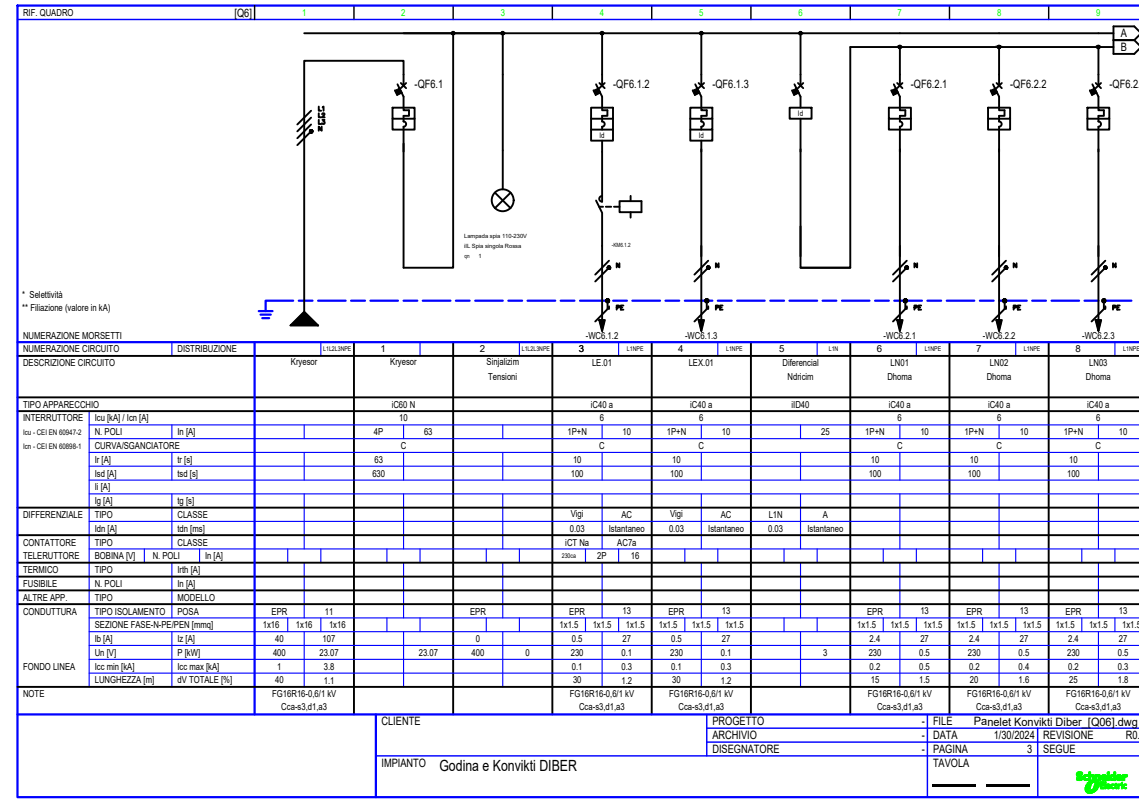 RIF. QUADRO [Q6] 1 2 3 4 5 6 7 8 9
A
B
-QF6.1 -QF6.1.2 -QF6.1.3 -QF6.2.1 -QF6.2.2 -QF6.2
Id Id Id
Lampada spia 110-230V
iIL Spia singola Rossa
qn 1
-KM6.1.2
N N N N N N
* Selettività
** Filiazione (valore in kA)
PE PE PE PE PE
NUMERAZIONE MORSETTI -WC6.1.2 -WC6.1.3 -WC6.2.1 -WC6.2.2 -WC6.2.3
NUMERAZIONE CIRCUITO DISTRIBUZIONE L1L2L3NPE 1 2 L1L2L3NPE 3 L1NPE 4 L1NPE 5 L1N 6 L1NPE 7 L1NPE 8 L1NPE
DESCRIZIONE CIRCUITO Kryesor Kryesor Sinjalizim LE.01 LEX.01 Diferencial LN01 LN02 LN03
Tensioni Ndricim Dhoma Dhoma Dhoma
TIPO APPARECCHIO iC60 N iC40 a iC40 a iID40 iC40 a iC40 a iC40 a
INTERRUTTORE Icu [kA] / Icn [A] 10 6 6 6 6 6
Icu - CEI EN 60947-2 N. POLI In [A] 4P 63 1P+N 10 1P+N 10 25 1P+N 10 1P+N 10 1P+N 10
Icn - CEI EN 60898-1 CURVA/SGANCIATORE C C C C C C
Ir [A] tr [s] 63 10 10 10 10 10
Isd [A] tsd [s] 630 100 100 100 100 100
Ii [A]
Ig [A] tg [s]
DIFFERENZIALE TIPO CLASSE Vigi AC Vigi AC L1N A
Idn [A] tdn [ms] 0.03 Istantaneo 0.03 Istantaneo 0.03 Istantaneo
CONTATTORE TIPO CLASSE iCT Na AC7a
TELERUTTORE BOBINA [V] N. POLI In [A] 230ca 2P 16
TERMICO TIPO Irth [A]
FUSIBILE N. POLI In [A]
ALTRE APP. TIPO MODELLO
CONDUTTURA TIPO ISOLAMENTO POSA EPR 11 EPR EPR 13 EPR 13 EPR 13 EPR 13 EPR 13
SEZIONE FASE-N-PE/PEN [mmq] 1x16 1x16 1x16 1x1.5 1x1.5 1x1.5 1x1.5 1x1.5 1x1.5 1x1.5 1x1.5 1x1.5 1x1.5 1x1.5 1x1.5 1x1.5 1x1.5 1x1.5
Ib [A] Iz [A] 40 107 0 0.5 27 0.5 27 2.4 27 2.4 27 2.4 27
Un [V] P [kW] 400 23.07 23.07 400 0 230 0.1 230 0.1 3 230 0.5 230 0.5 230 0.5
FONDO LINEA Icc min [kA] Icc max [kA] 1 3.8 0.1 0.3 0.1 0.3 0.2 0.5 0.2 0.4 0.2 0.3
LUNGHEZZA [m] dV TOTALE [%] 40 1.1 30 1.2 30 1.2 15 1.5 20 1.6 25 1.8
NOTE FG16R16-0,6/1 kV FG16R16-0,6/1 kV FG16R16-0,6/1 kV FG16R16-0,6/1 kV FG16R16-0,6/1 kV FG16R16-0,6/1 kV
Cca-s3,d1,a3 Cca-s3,d1,a3 Cca-s3,d1,a3 Cca-s3,d1,a3 Cca-s3,d1,a3 Cca-s3,d1,a3
CLIENTE PROGETTO - FILE Panelet Konvikti Diber [Q06].dwg
ARCHIVIO - DATA 1/30/2024 REVISIONE R0.
DISEGNATORE - PAGINA 3 SEGUE
IMPIANTO Godina e Konvikti DIBER TAVOLA
Schneider
Electric